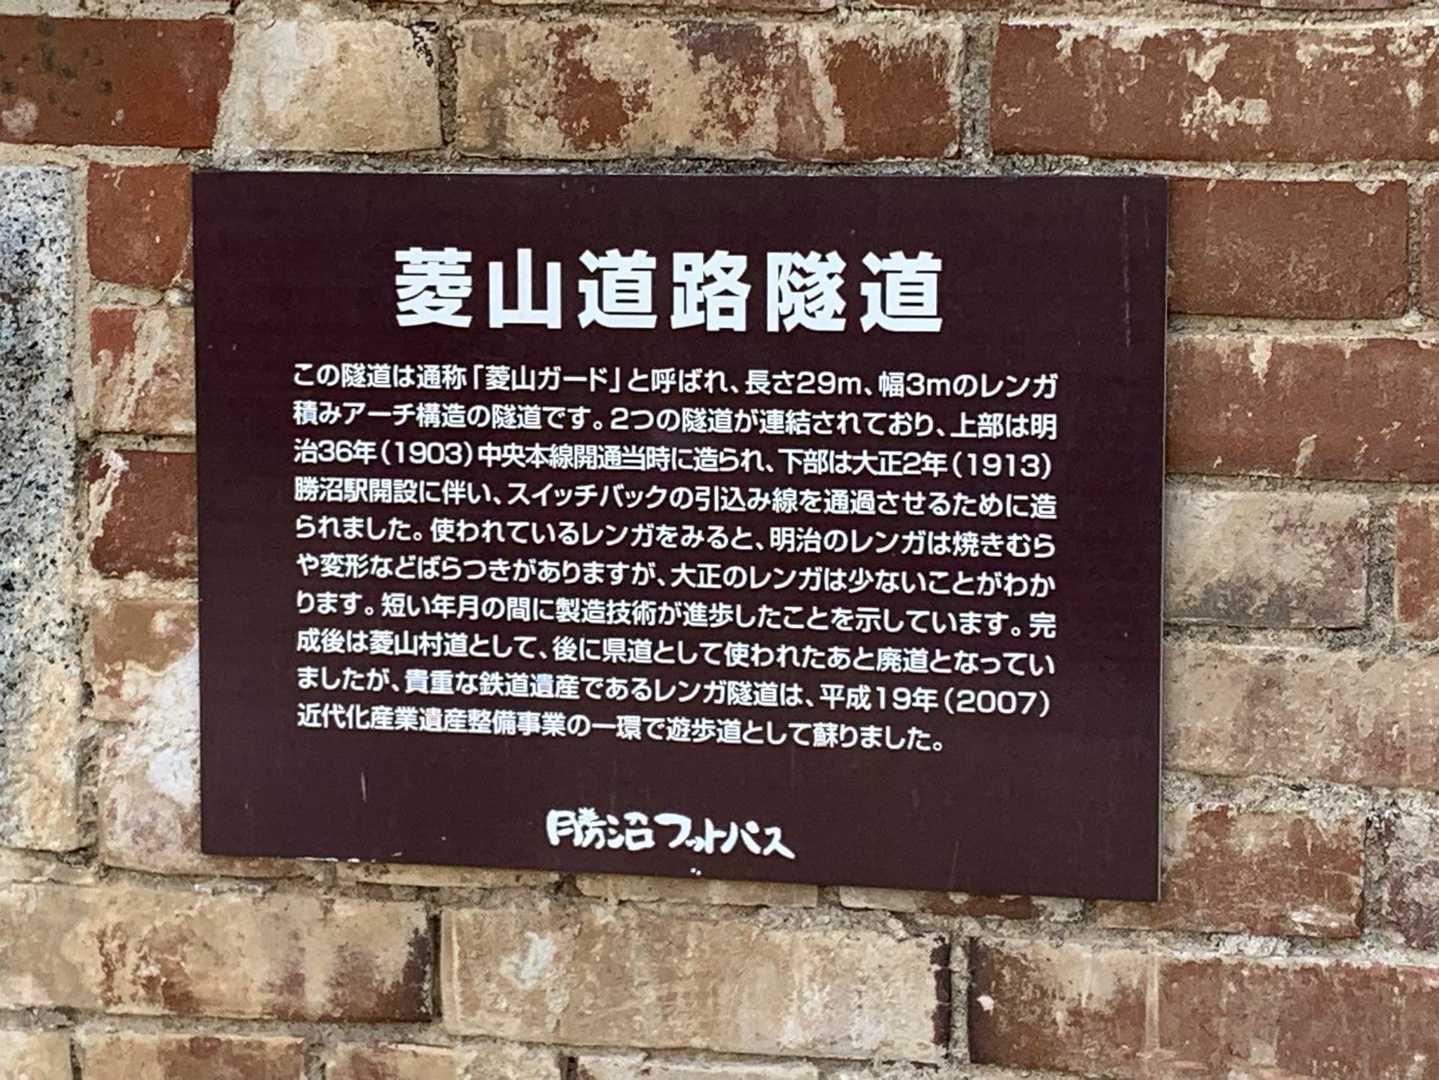 菱山道路隧道
この隧道は通称「菱山ガード」と呼ばれ、長さ29m、幅3mのレンガ
積みアーチ構造の隧道です。2つの隧道が連結されており、上部は明
治36年(1903)中央本線開通当時に造られ、下部は大正2年(1913)
勝沼駅開設に伴い、スイッチバックの引込み線を通過させるために造
られました。使われているレンガをみると、明治のレンガは焼きむら
や変形などばらつきがありますが、大正のレンガは少ないことがわか
ります。短い年月の間に製造技術が進歩したことを示しています。完
成後は菱山村道として、後に県道として使われたあと廃道となってい
ましたが、貴重な鉄道遺産であるレンガ隧道は、平成19年(2007)
近代化産業遺産整備事業の一環で遊歩道として蘇りました。
勝沼フットパス